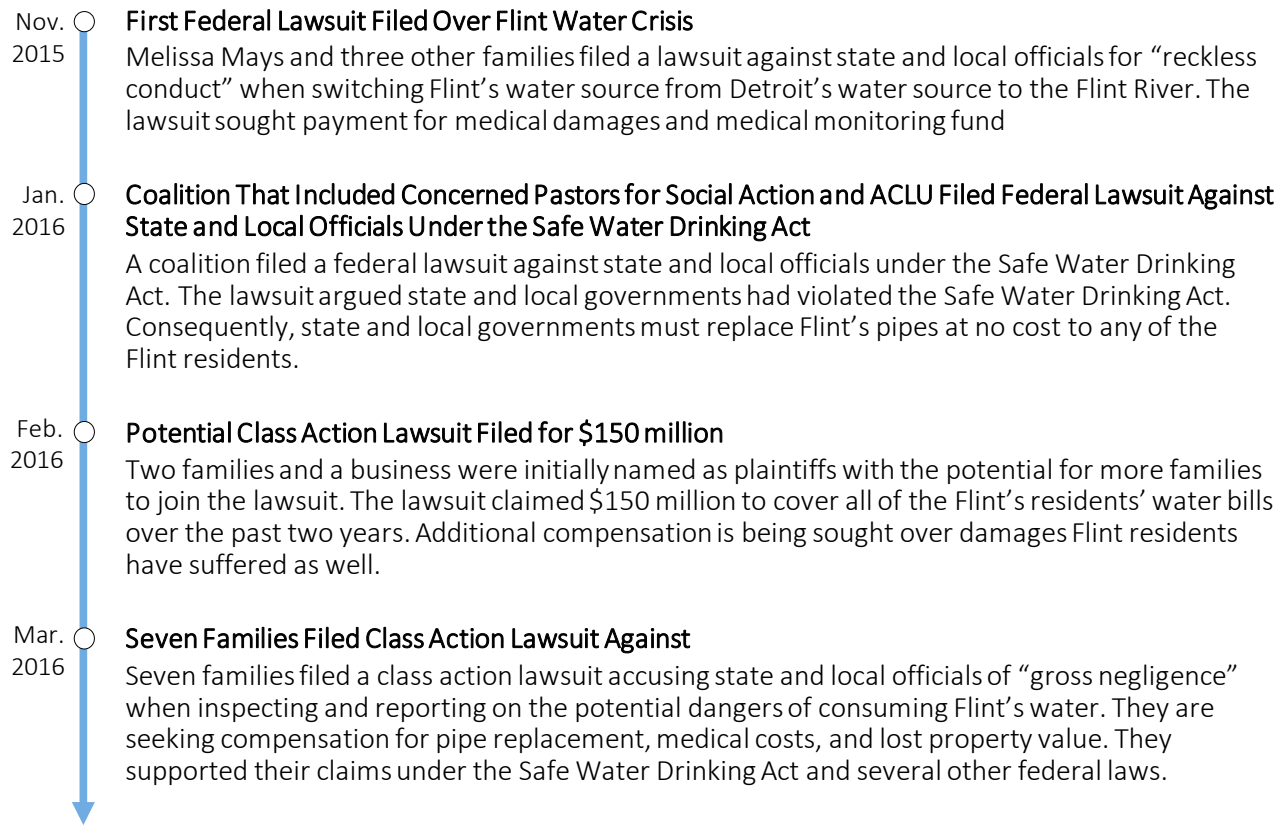 Nov.
2015
First Federal Lawsuit Filed Over Flint Water Crisis
Melissa Mays and three other families filed a lawsuit against state and local officials for “reckless
conduct” when switching Flint’s water source from Detroit’s water source to the Flint River. The
lawsuit sought payment for medical damages and medical monitoring fund
Jan.
2016
Coalition That Included Concerned Pastors for Social Action and ACLU Filed Federal Lawsuit Against
State and Local Officials Under the Safe Water Drinking Act
A coalition filed a federal lawsuit against state and local officials under the Safe Water Drinking
Act. The lawsuit argued state and local governments had violated the Safe Water Drinking Act.
Consequently, state and local governments must replace Flint’s pipes at no cost to any of the
Flint residents.
Feb.
2016
Potential Class Action Lawsuit Filed for $150 million
Two families and a business were initially named as plaintiffs with the potential for more families
to join the lawsuit. The lawsuit claimed $150 million to cover all of the Flint’s residents’ water bills
over the past two years. Additional compensation is being sought over damages Flint residents
have suffered as well.
Mar.
2016
Seven Families Filed Class Action Lawsuit Against
Seven families filed a class action lawsuit accusing state and local officials of “gross negligence”
when inspecting and reporting on the potential dangers of consuming Flint’s water. They are
seeking compensation for pipe replacement, medical costs, and lost property value. They
supported their claims under the Safe Water Drinking Act and several other federal laws.